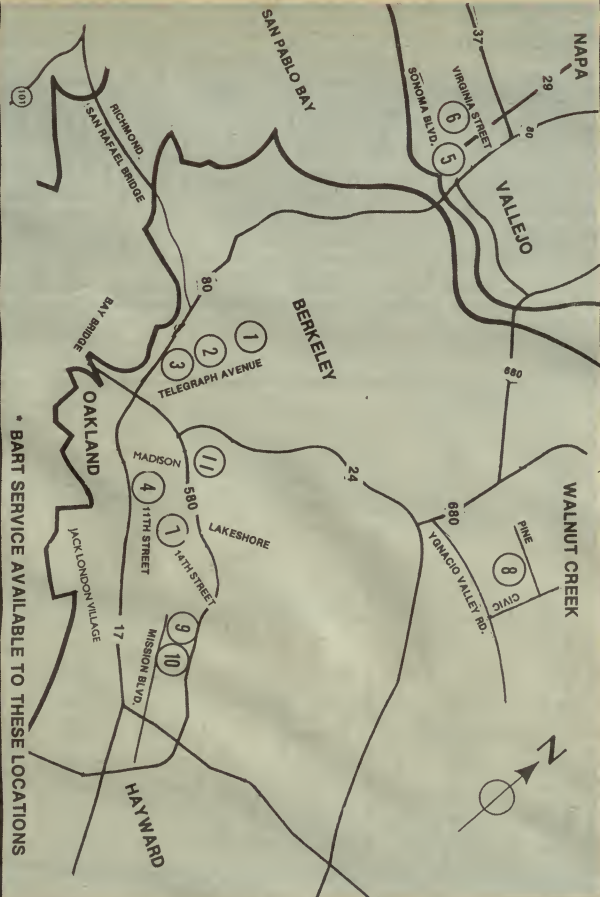 NAPA
29
37
VIRGINIA STREET
6
SONOMA BLVD.
5
80
VALLEJO
SAN PABLO BAY
101
RICHMOND.
SAN RAFAEL BRIDGE
80
BAY BRIDGE
BERKELEY
1
2
3
TELEGRAPH AVENUE
680
WALNUT CREEK
680
PINE
8
CIVIC
YGNACIO VALLEY RD.
24
OAKLAND
MADISON
11
4
11TH STREET
580
7
14TH STREET
LAKESHORE
JACK LONDON VILLAGE
17
9
10
MISSION BLVD.
HAYWARD
N
* BART SERVICE AVAILABLE TO THESE LOCATIONS